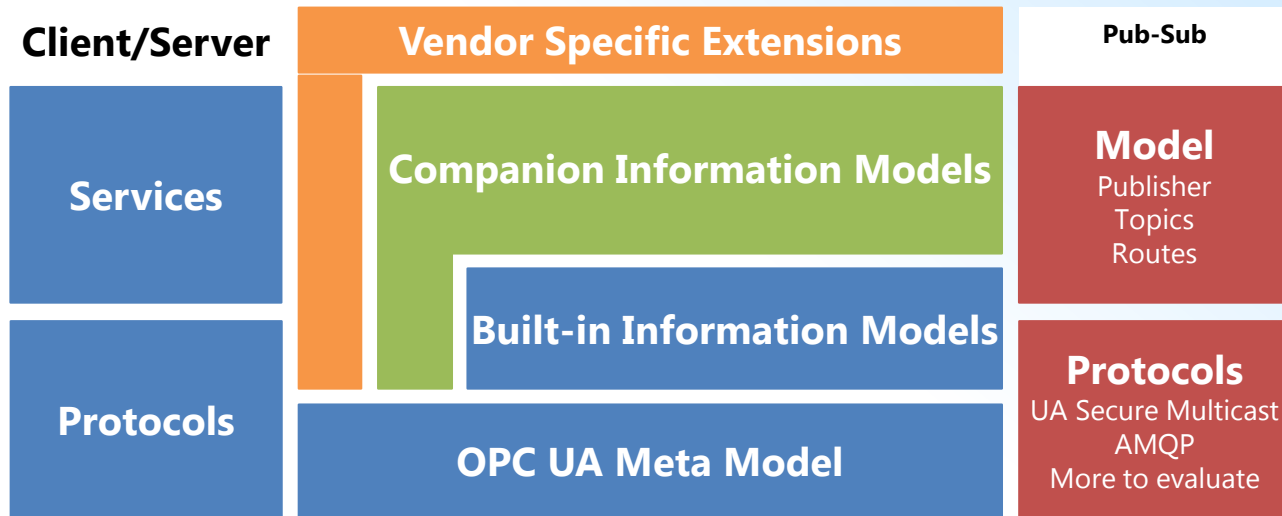 Client/Server
Services
Protocols
Vendor Specific Extensions
Companion Information Models
Built-in Information Models
OPC UA Meta Model
Pub-Sub
Model
Publisher
Topics
Routes
Protocols
UA Secure Multicast
AMQP
More to evaluate